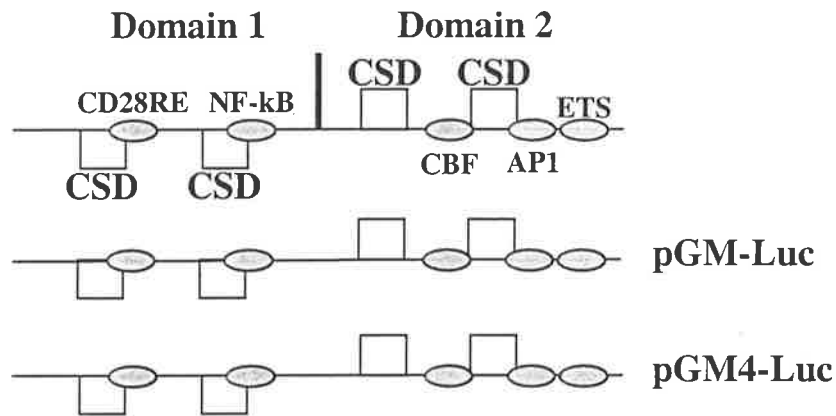 Domain 1 Domain 2
CSD CSD
CD28RE NF-kB ETS
CBF AP1
CSD CSD
pGM-Luc
pGM4-Luc